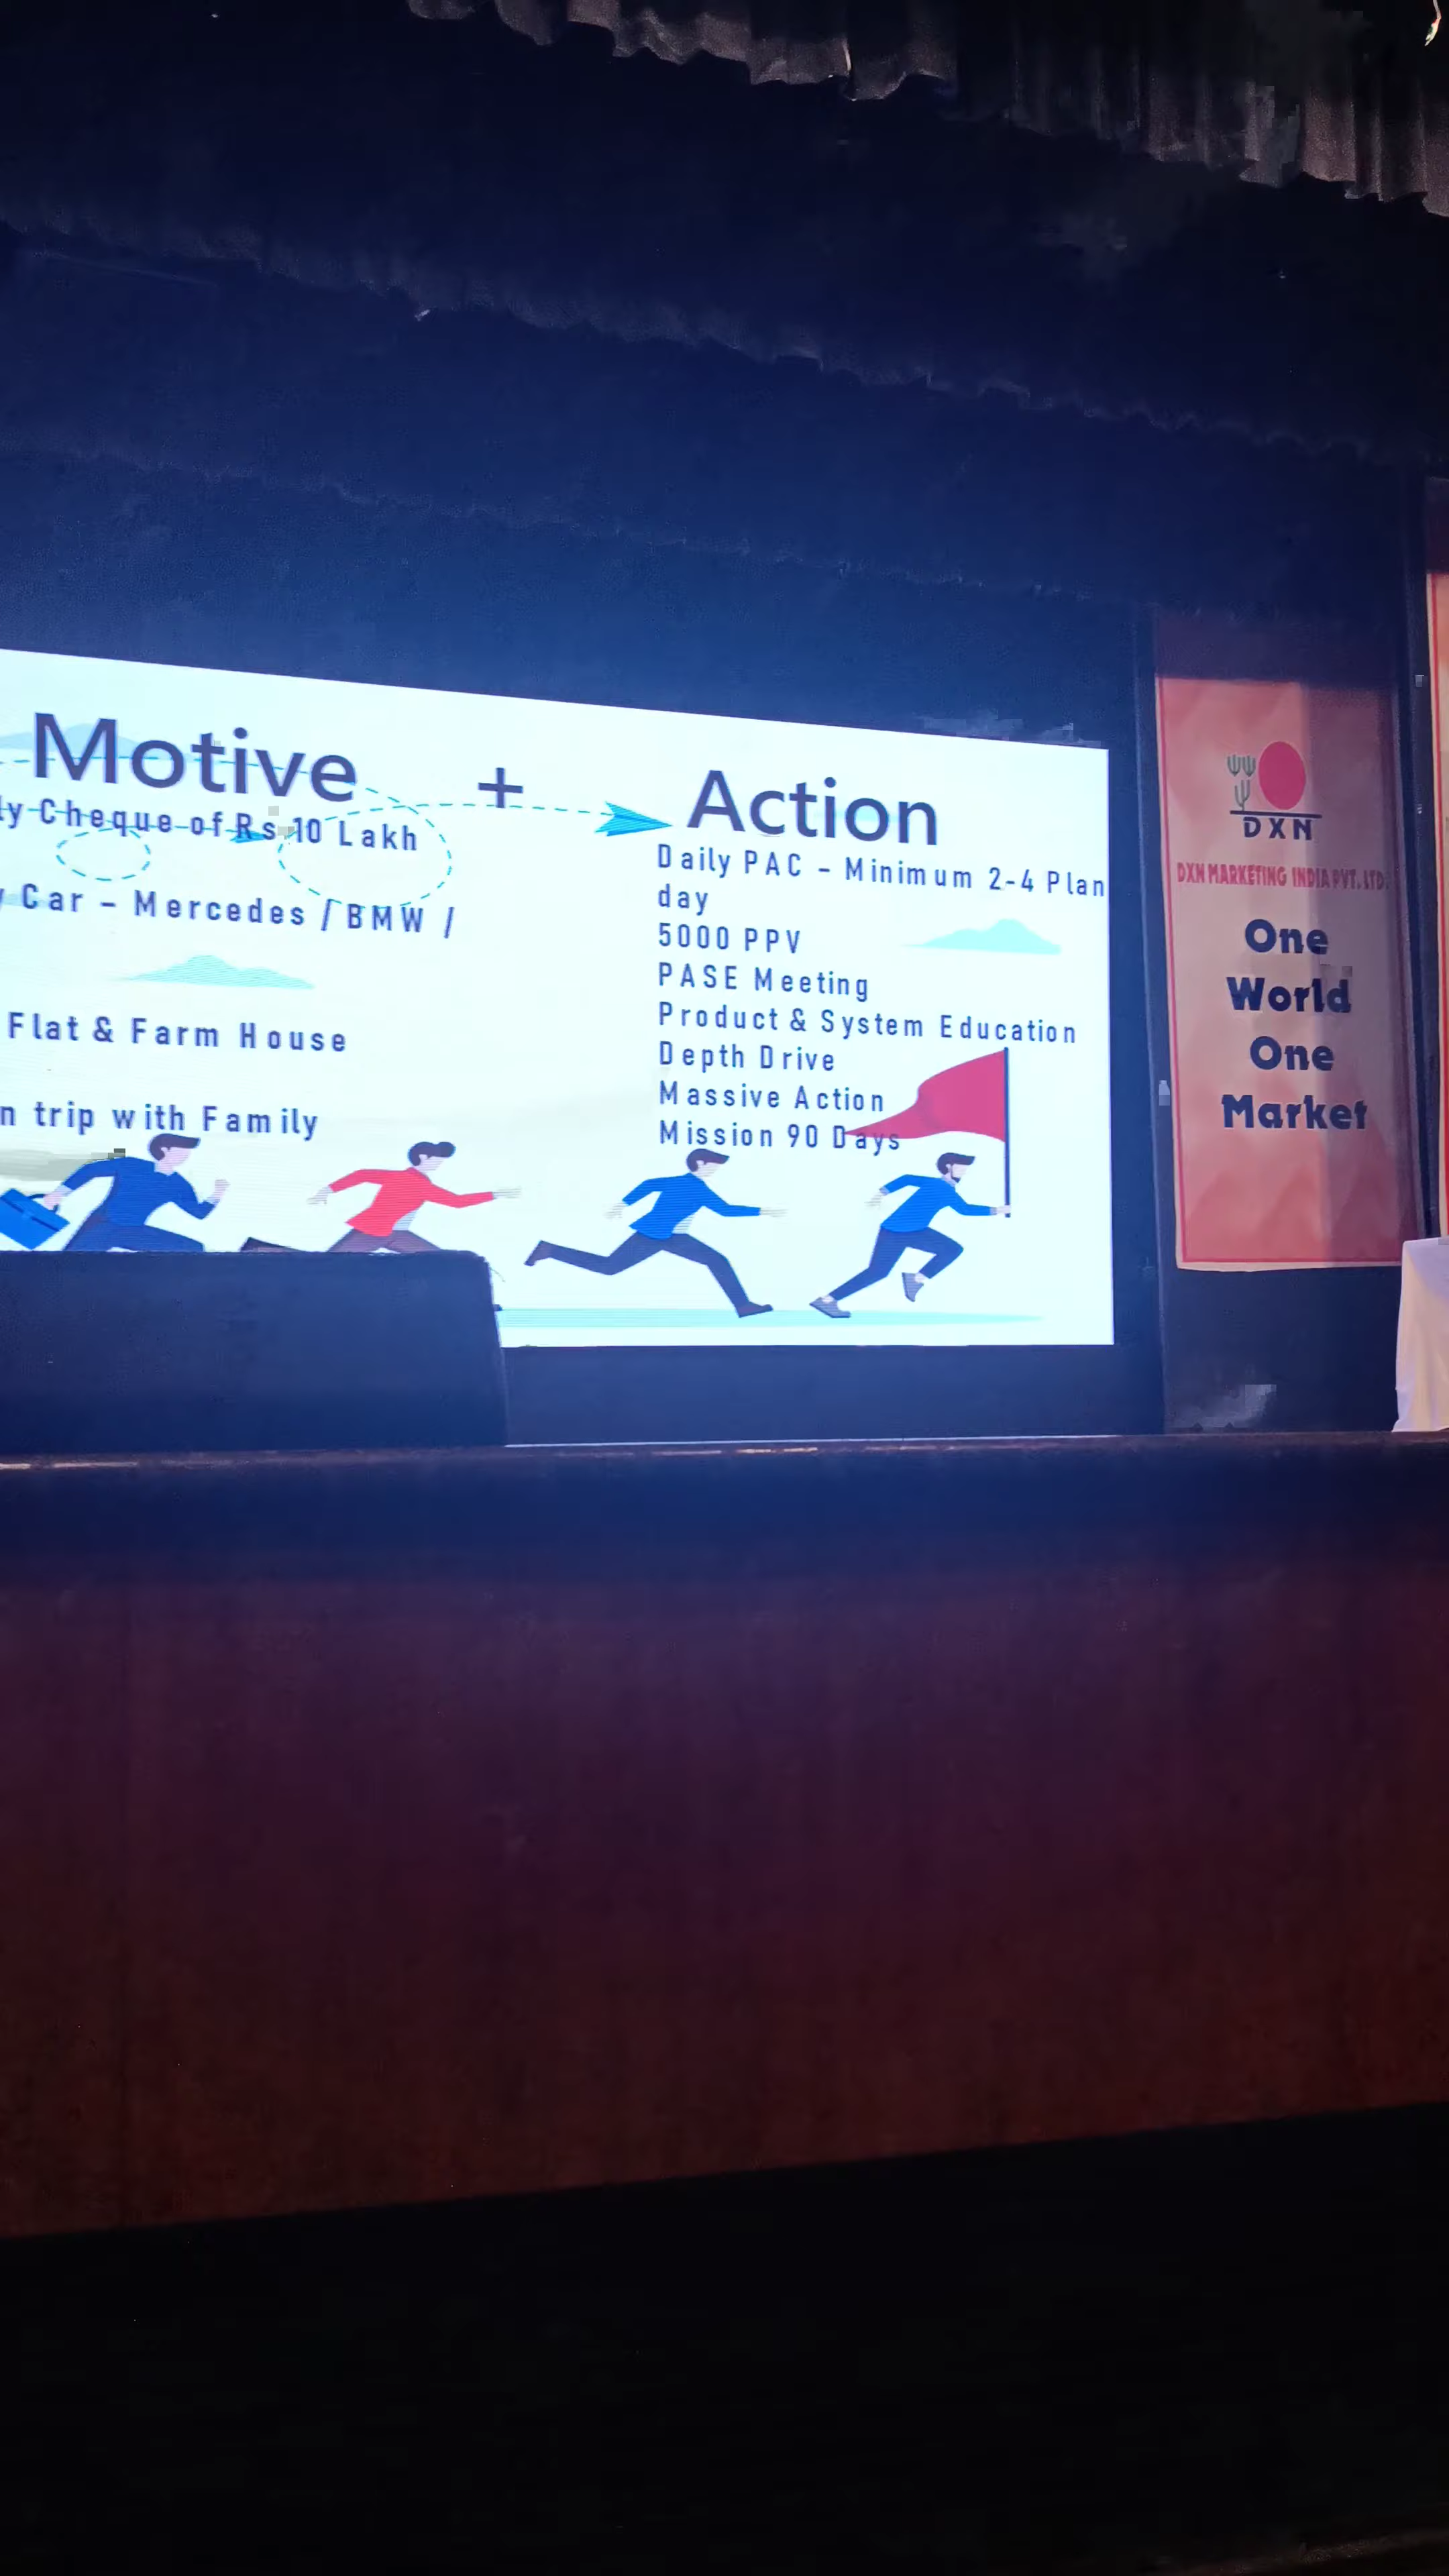 Motive + Action
ly Cheque of Rs 10 Lakh
Car – Mercedes / BMW /
Flat & Farm House
n trip with Family
Daily PAC – Minimum 2-4 Plan
day
5000 PPV
PASE Meeting
Product & System Education
Depth Drive
Massive Action
Mission 90 Days
DXN
DXN MARKETING INDIA PVT. LTD.
One
World
One
Market